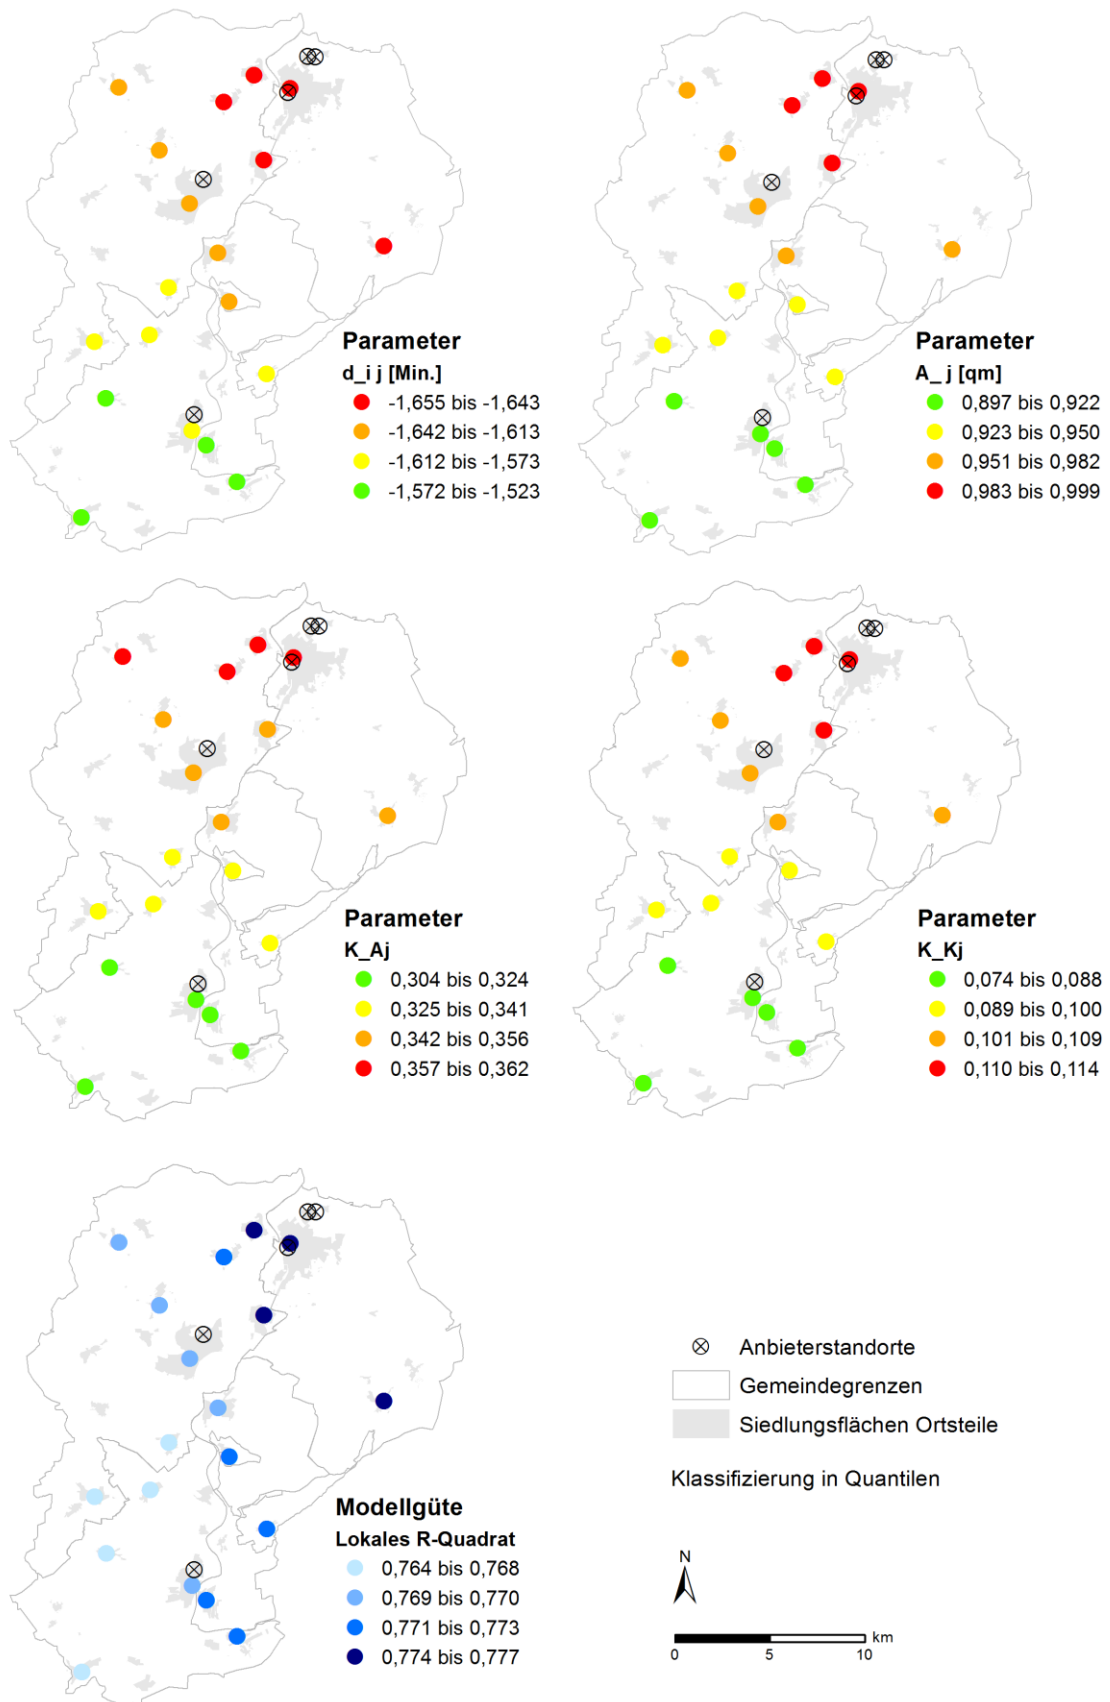 Parameter
d_i j [Min.]
-1,655 bis -1,643
-1,642 bis -1,613
-1,612 bis -1,573
-1,572 bis -1,523
Parameter
A_ j [qm]
0,897 bis 0,922
0,923 bis 0,950
0,951 bis 0,982
0,983 bis 0,999
Parameter
K_Aj
0,304 bis 0,324
0,325 bis 0,341
0,342 bis 0,356
0,357 bis 0,362
Parameter
K_Kj
0,074 bis 0,088
0,089 bis 0,100
0,101 bis 0,109
0,110 bis 0,114
Modellgüte
Lokales R-Quadrat
0,764 bis 0,768
0,769 bis 0,770
0,771 bis 0,773
0,774 bis 0,777
Anbieterstandorte
Gemeindegrenzen
Siedlungsflächen Ortsteile
Klassifizierung in Quantilen
N
km
0 5 10